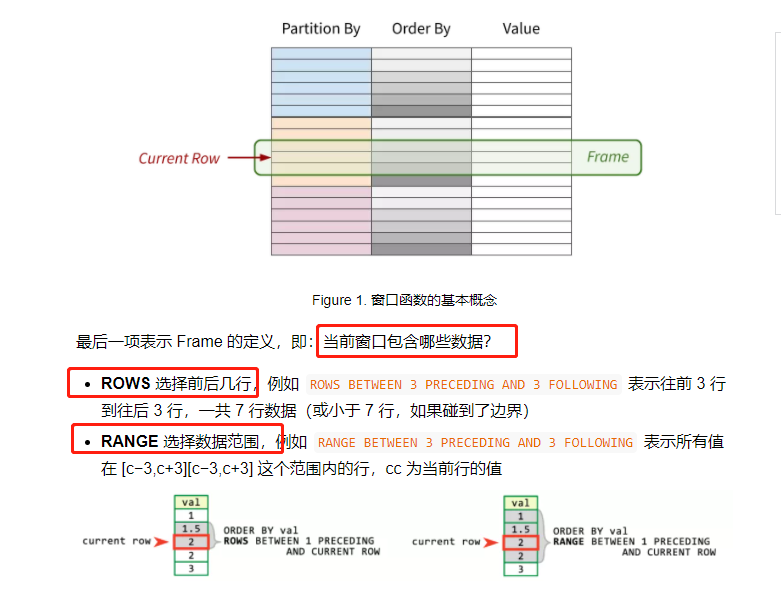 Partition By Order By Value
Current Row
Frame
Figure 1. 窗口函数的基本概念
最后一项表示 Frame 的定义，即：当前窗口包含哪些数据？
• ROWS 选择前后几行，例如 ROWS BETWEEN 3 PRECEDING AND 3 FOLLOWING 表示往前 3 行
到往后 3 行，一共 7 行数据（或小于 7 行，如果碰到了边界）
• RANGE 选择数据范围，例如 RANGE BETWEEN 3 PRECEDING AND 3 FOLLOWING 表示所有值
在 [c−3,c+3][c−3,c+3] 这个范围内的行，cc 为当前行的值
val
1
1.5
2
2
3
current row
ORDER BY val
ROWS BETWEEN 1 PRECEDING
AND CURRENT ROW
val
1
1.5
2
2
3
current row
ORDER BY val
RANGE BETWEEN 1 PRECEDING
AND CURRENT ROW